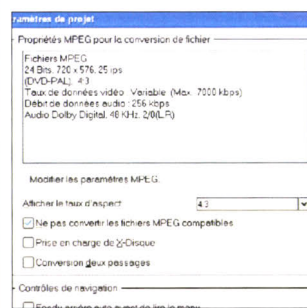 ramètres de projet
Propriétés MPEG pour la conversion de fichier
Fichiers MPEG
24 Bits, 720 x 576, 25 ips
(DVD-PAL), 4:3
Taux de données vidéo : Variable (Max. 7000 kbps)
Débit de données audio : 256 kbps
Audio Dolby Digital, 48 KHz, 2/0(L,R)
Modifier les paramètres MPEG.
Afficher le taux d'aspect 4:3
Ne pas convertir les fichiers MPEG compatibles
Prise en charge de X-Disque
Conversion deux passages
Contrôles de navigation